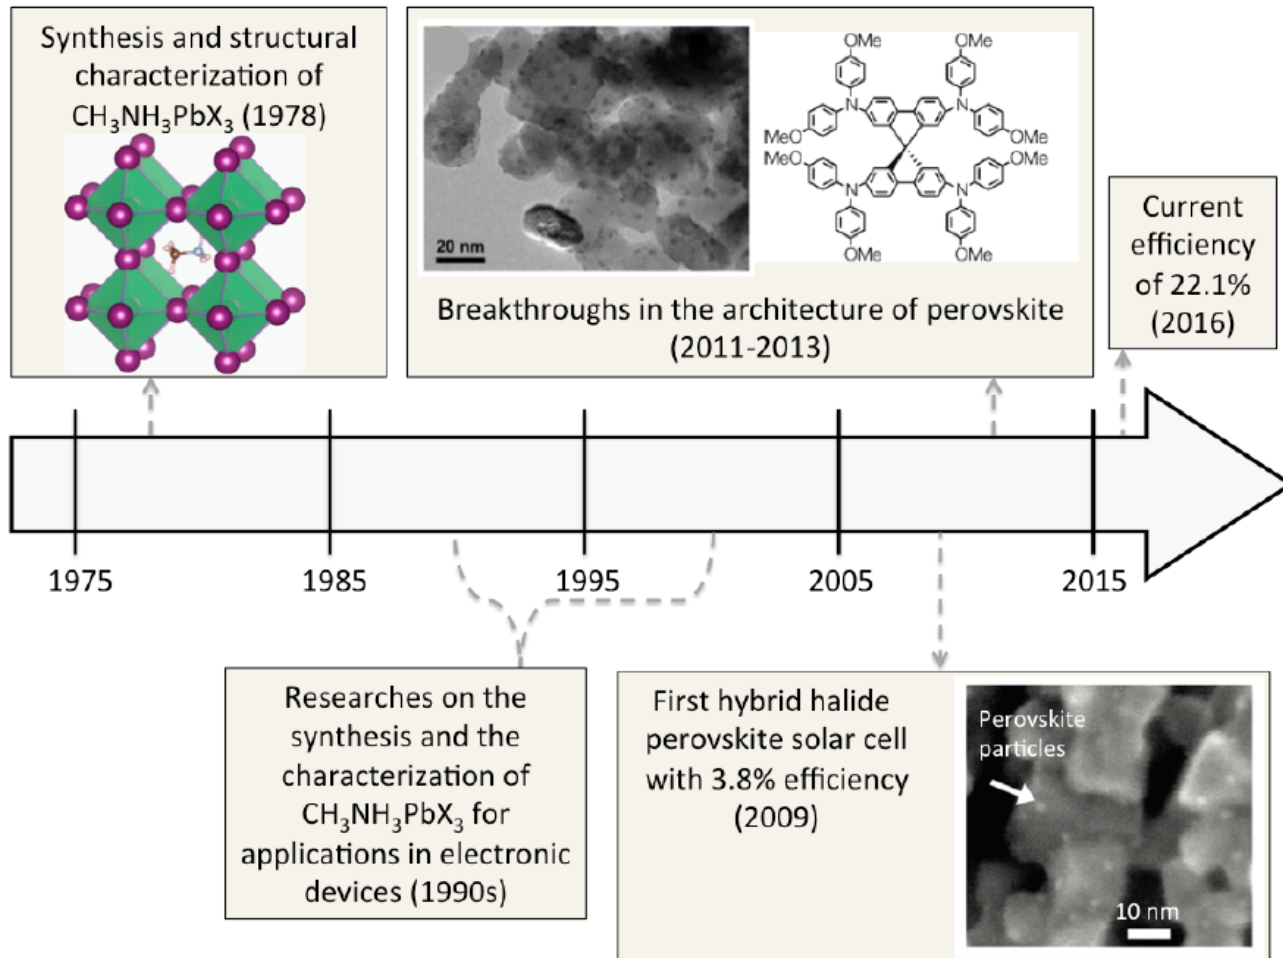 Synthesis and structural
characterization of
CH₃NH₃PbX₃ (1978)
20 nm
OMe
OMe
OMe
OMe
N
N
MeO
OMe
MeO
OMe
N
N
OMe
OMe
Breakthroughs in the architecture of perovskite
(2011-2013)
Current
efficiency
of 22.1%
(2016)
1975
1985
1995
2005
2015
Researches on the
synthesis and the
characterization of
CH₃NH₃PbX₃ for
applications in electronic
devices (1990s)
First hybrid halide
perovskite solar cell
with 3.8% efficiency
(2009)
Perovskite
particles
10 nm